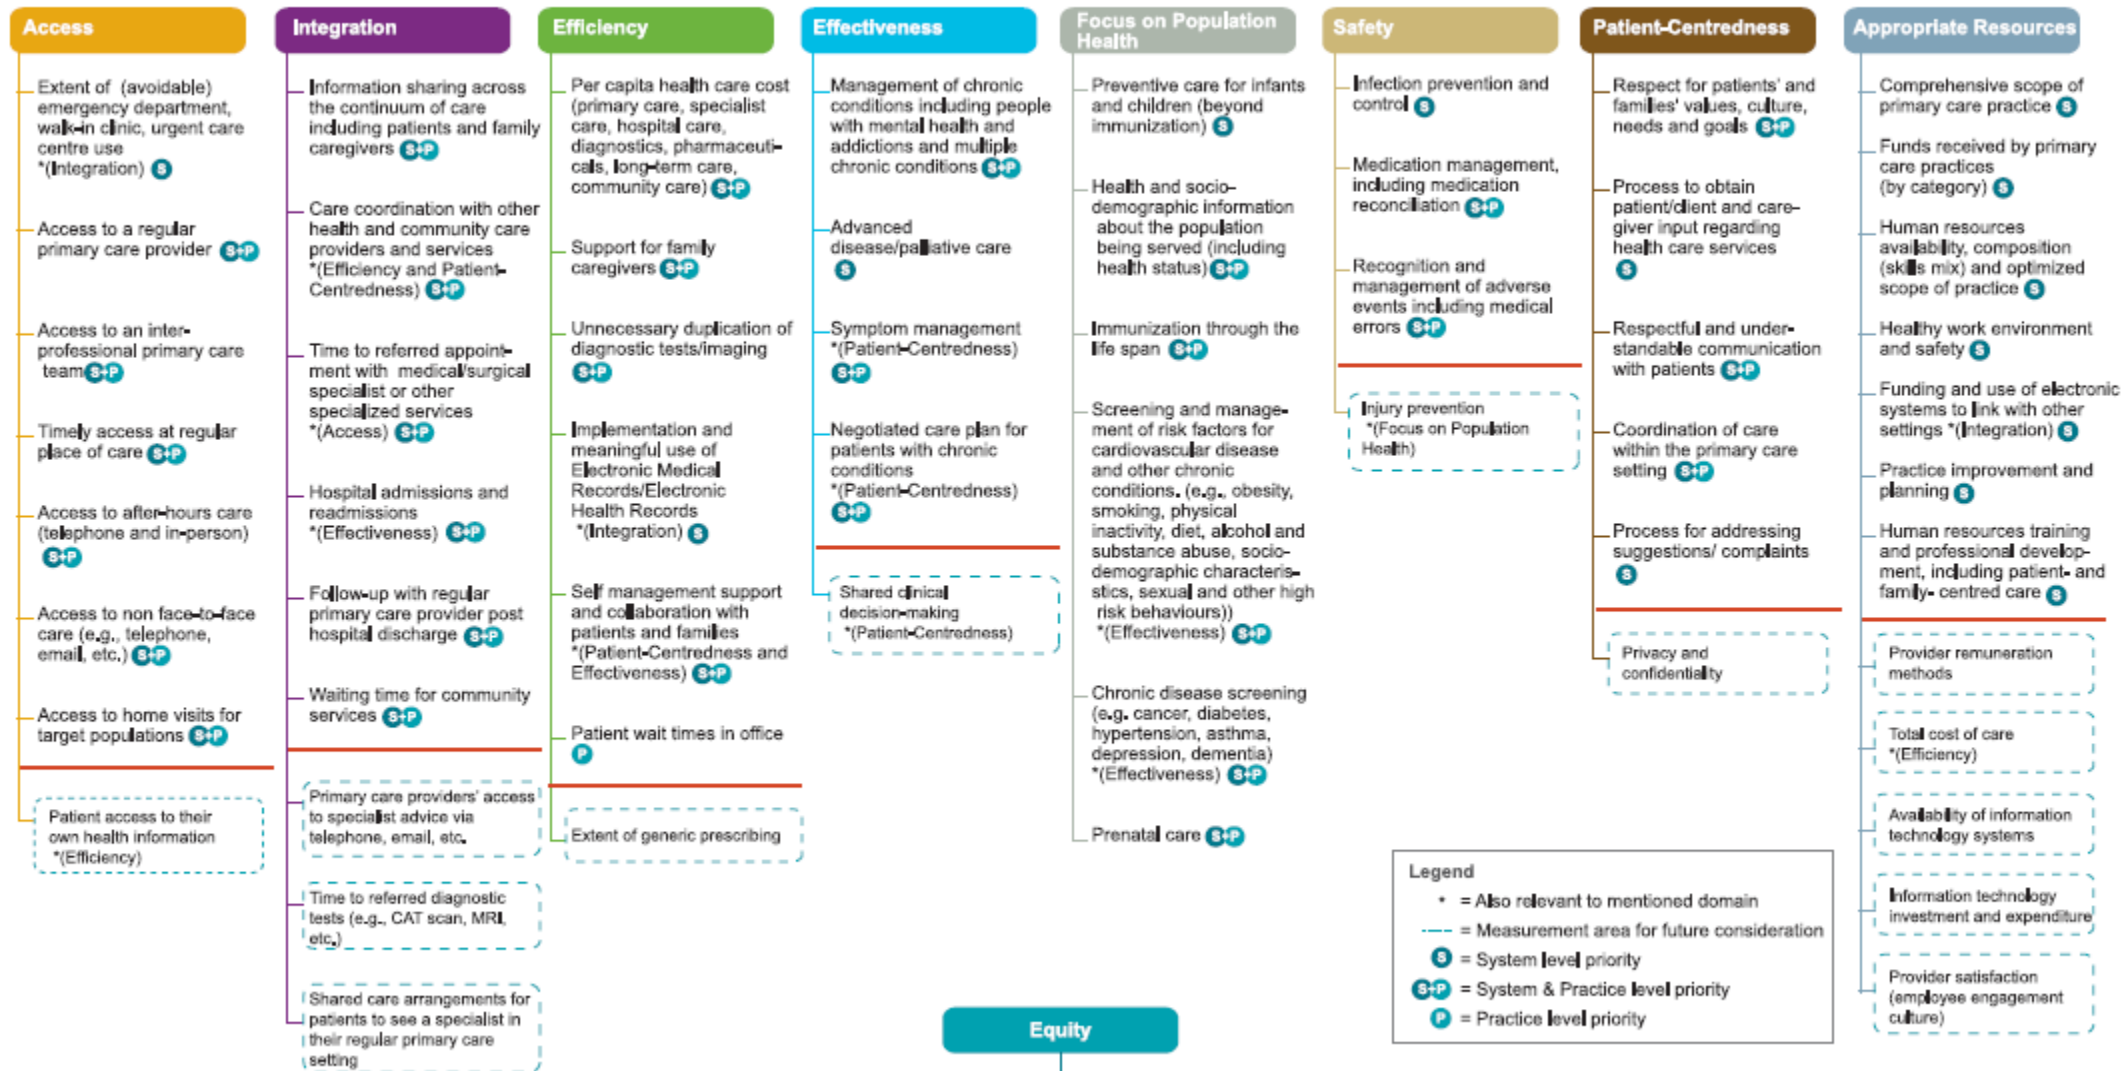 Access
Extent of (avoidable)
emergency department,
walk-in clinic, urgent care
centre use
*(Integration) S
Access to a regular
primary care provider S+P
Access to an inter-
professional primary care
team S+P
Timely access at regular
place of care S+P
Access to after-hours care
(telephone and in-person)
S+P
Access to non face-to-face
care (e.g., telephone,
email, etc.) S+P
Access to home visits for
target populations S+P
Patient access to their
own health information
*(Efficiency)
Integration
Information sharing across
the continuum of care
including patients and family
caregivers S+P
Care coordination with other
health and community care
providers and services
*(Efficiency and Patient-
Centredness) S+P
Time to referred appoint-
ment with medical/surgical
specialist or other
specialized services
*(Access) S+P
Hospital admissions and
readmissions
*(Effectiveness) S+P
Follow-up with regular
primary care provider post
hospital discharge S+P
Waiting time for community
services S+P
Primary care providers' access
to specialist advice via
telephone, email, etc.
Time to referred diagnostic
tests (e.g., CAT scan, MRI,
etc.)
Shared care arrangements for
patients to see a specialist in
their regular primary care
setting
Efficiency
Per capita health care cost
(primary care, specialist
care, hospital care,
diagnostics, pharmaceuti-
cals, long-term care,
community care) S+P
Support for family
caregivers S+P
Unnecessary duplication of
diagnostic tests/imaging
S+P
Implementation and
meaningful use of
Electronic Medical
Records/Electronic
Health Records
*(Integration) S
Self management support
and collaboration with
patients and families
*(Patient-Centredness and
Effectiveness) S+P
Patient wait times in office
P
Extent of generic prescribing
Effectiveness
Management of chronic
conditions including people
with mental health and
addictions and multiple
chronic conditions S+P
Advanced
disease/palliative care
S
Symptom management
*(Patient-Centredness)
S+P
Negotiated care plan for
patients with chronic
conditions
*(Patient-Centredness)
S+P
Shared clinical
decision-making
*(Patient-Centredness)
Focus on Population
Health
Preventive care for infants
and children (beyond
immunization) S
Health and socio-
demographic information
about the population
being served (including
health status) S+P
Immunization through the
life span S+P
Screening and manage-
ment of risk factors for
cardiovascular disease
and other chronic
conditions. (e.g., obesity,
smoking, physical
inactivity, diet, alcohol and
substance abuse, socio-
demographic characteris-
stics, sexual and other high
risk behaviours))
*(Effectiveness) S+P
Chronic disease screening
(e.g. cancer, diabetes,
hypertension, asthma,
depression, dementia)
*(Effectiveness) S+P
Prenatal care S+P
Safety
Infection prevention and
control S
Medication management,
including medication
reconciliation S+P
Recognition and
management of adverse
events including medical
errors S+P
Injury prevention
*(Focus on Population
Health)
Patient-Centredness
Respect for patients' and
families' values, culture,
needs and goals S+P
Process to obtain
patient/client and care-
giver input regarding
health care services
S
Respectful and under-
standable communication
with patients S+P
Coordination of care
within the primary care
setting S+P
Process for addressing
suggestions/ complaints
S
Privacy and
confidentiality
Appropriate Resources
Comprehensive scope of
primary care practice S
Funds received by primary
care practices
(by category) S
Human resources
availability, composition
(skills mix) and optimized
scope of practice S
Healthy work environment
and safety S
Funding and use of electronic
systems to link with other
settings *(Integration) S
Practice improvement and
planning S
Human resources training
and professional develop-
ment, including patient- and
family- centred care S
Provider remuneration
methods
Total cost of care
*(Efficiency)
Availability of information
technology systems
Information technology
investment and expenditure
Provider satisfaction
(employee engagement
culture)
Legend
* = Also relevant to mentioned domain
= Measurement area for future consideration
S = System level priority
S+P = System & Practice level priority
P = Practice level priority
Equity